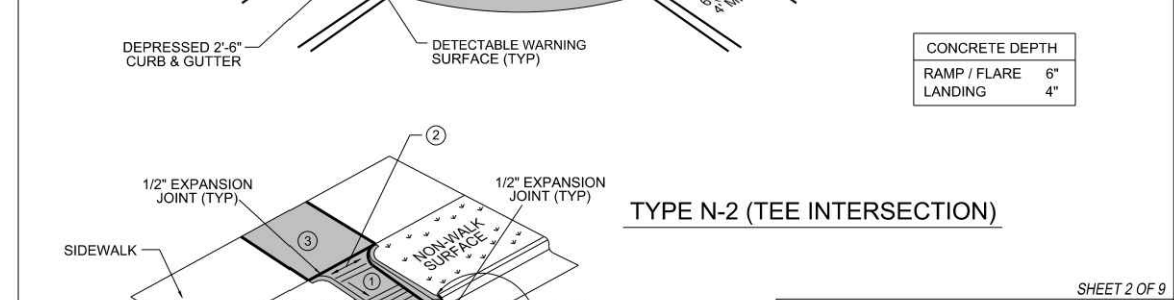 DEPRESSED 2'-6"
CURB & GUTTER
DETECTABLE WARNING
SURFACE (TYP)
4' MI
CONCRETE DEPTH
RAMP / FLARE 6"
LANDING 4"
2
1/2" EXPANSION
JOINT (TYP)
1/2" EXPANSION
JOINT (TYP)
TYPE N-2 (TEE INTERSECTION)
3
NON-WALK
SURFACE
SIDEWALK
1
SHEET 2 OF 9